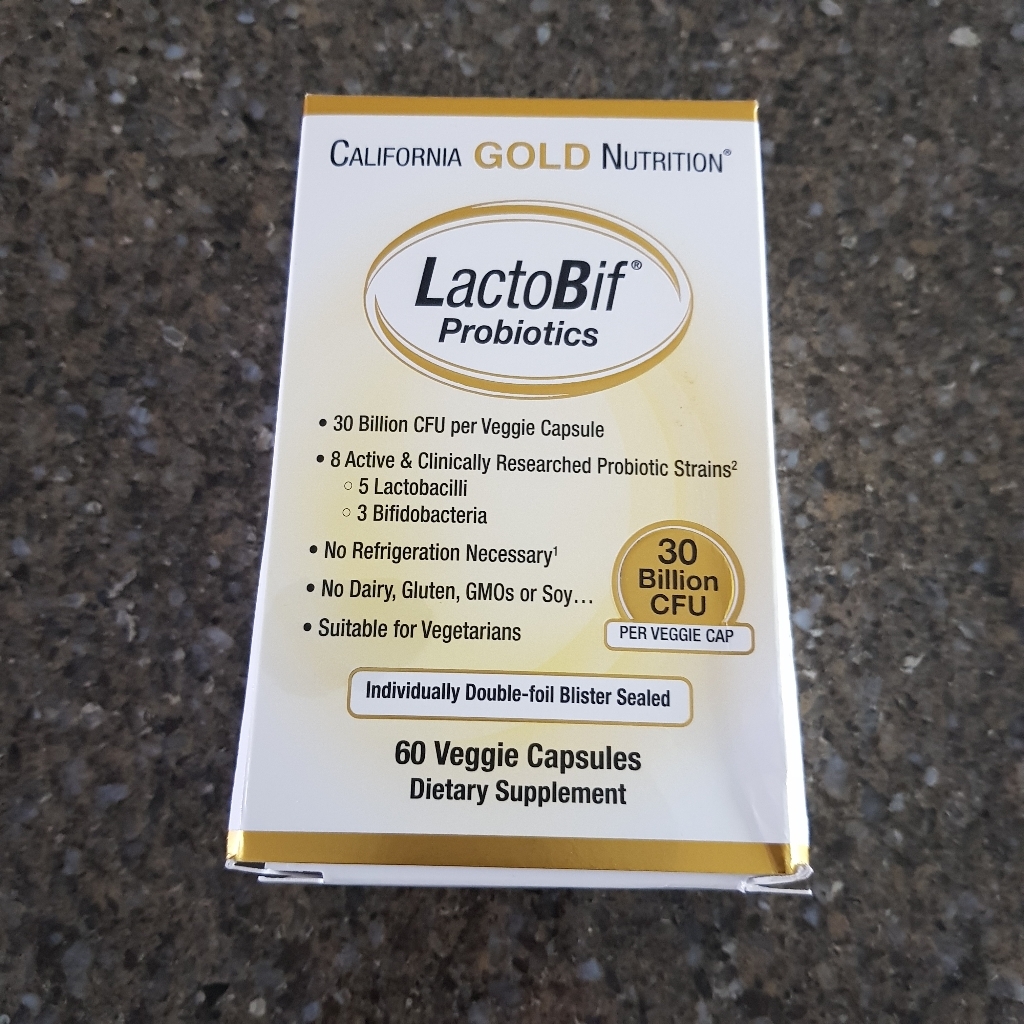 CALIFORNIA GOLD NUTRITION®
LactoBif®
Probiotics
• 30 Billion CFU per Veggie Capsule
• 8 Active & Clinically Researched Probiotic Strains²
○ 5 Lactobacilli
○ 3 Bifidobacteria
• No Refrigeration Necessary¹
• No Dairy, Gluten, GMOs or Soy...
• Suitable for Vegetarians
30
Billion
CFU
PER VEGGIE CAP
Individually Double-foil Blister Sealed
60 Veggie Capsules
Dietary Supplement